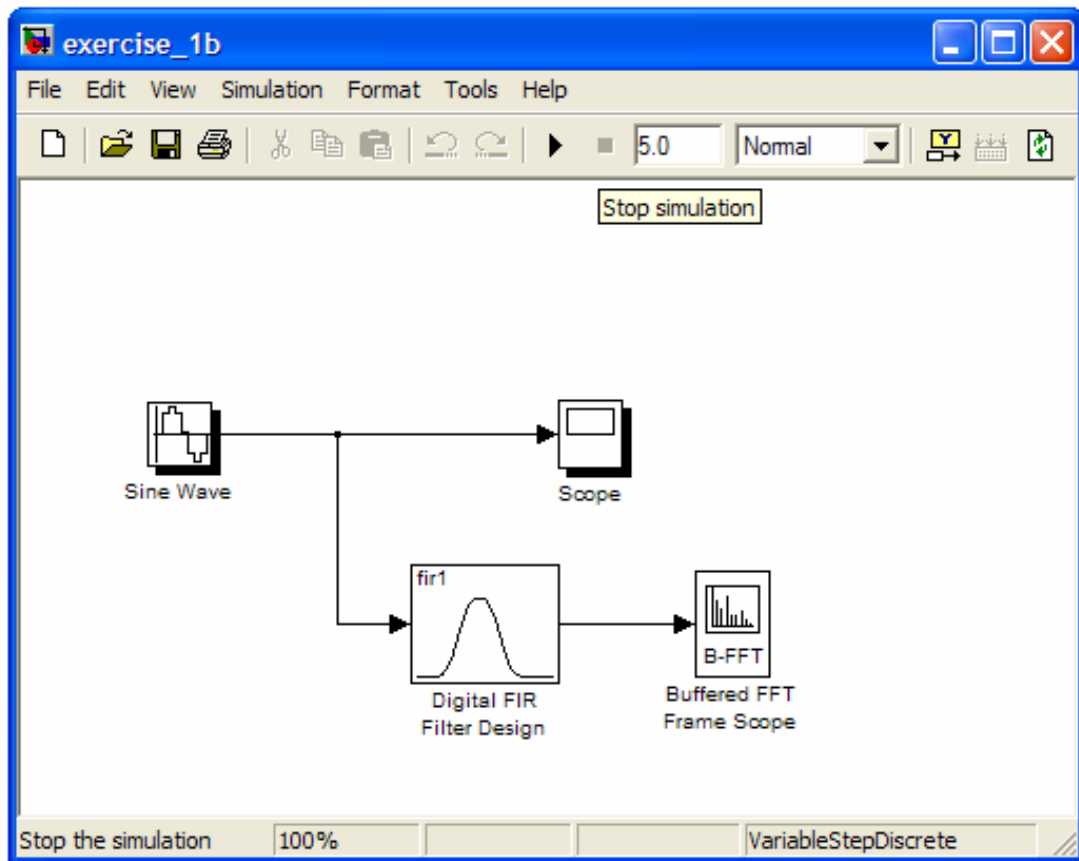 exercise_1b
File Edit View Simulation Format Tools Help
5.0 Normal
Stop simulation
Sine Wave
Scope
fir1
B-FFT
Digital FIR
Filter Design
Buffered FFT
Frame Scope
Stop the simulation 100% VariableStepDiscrete